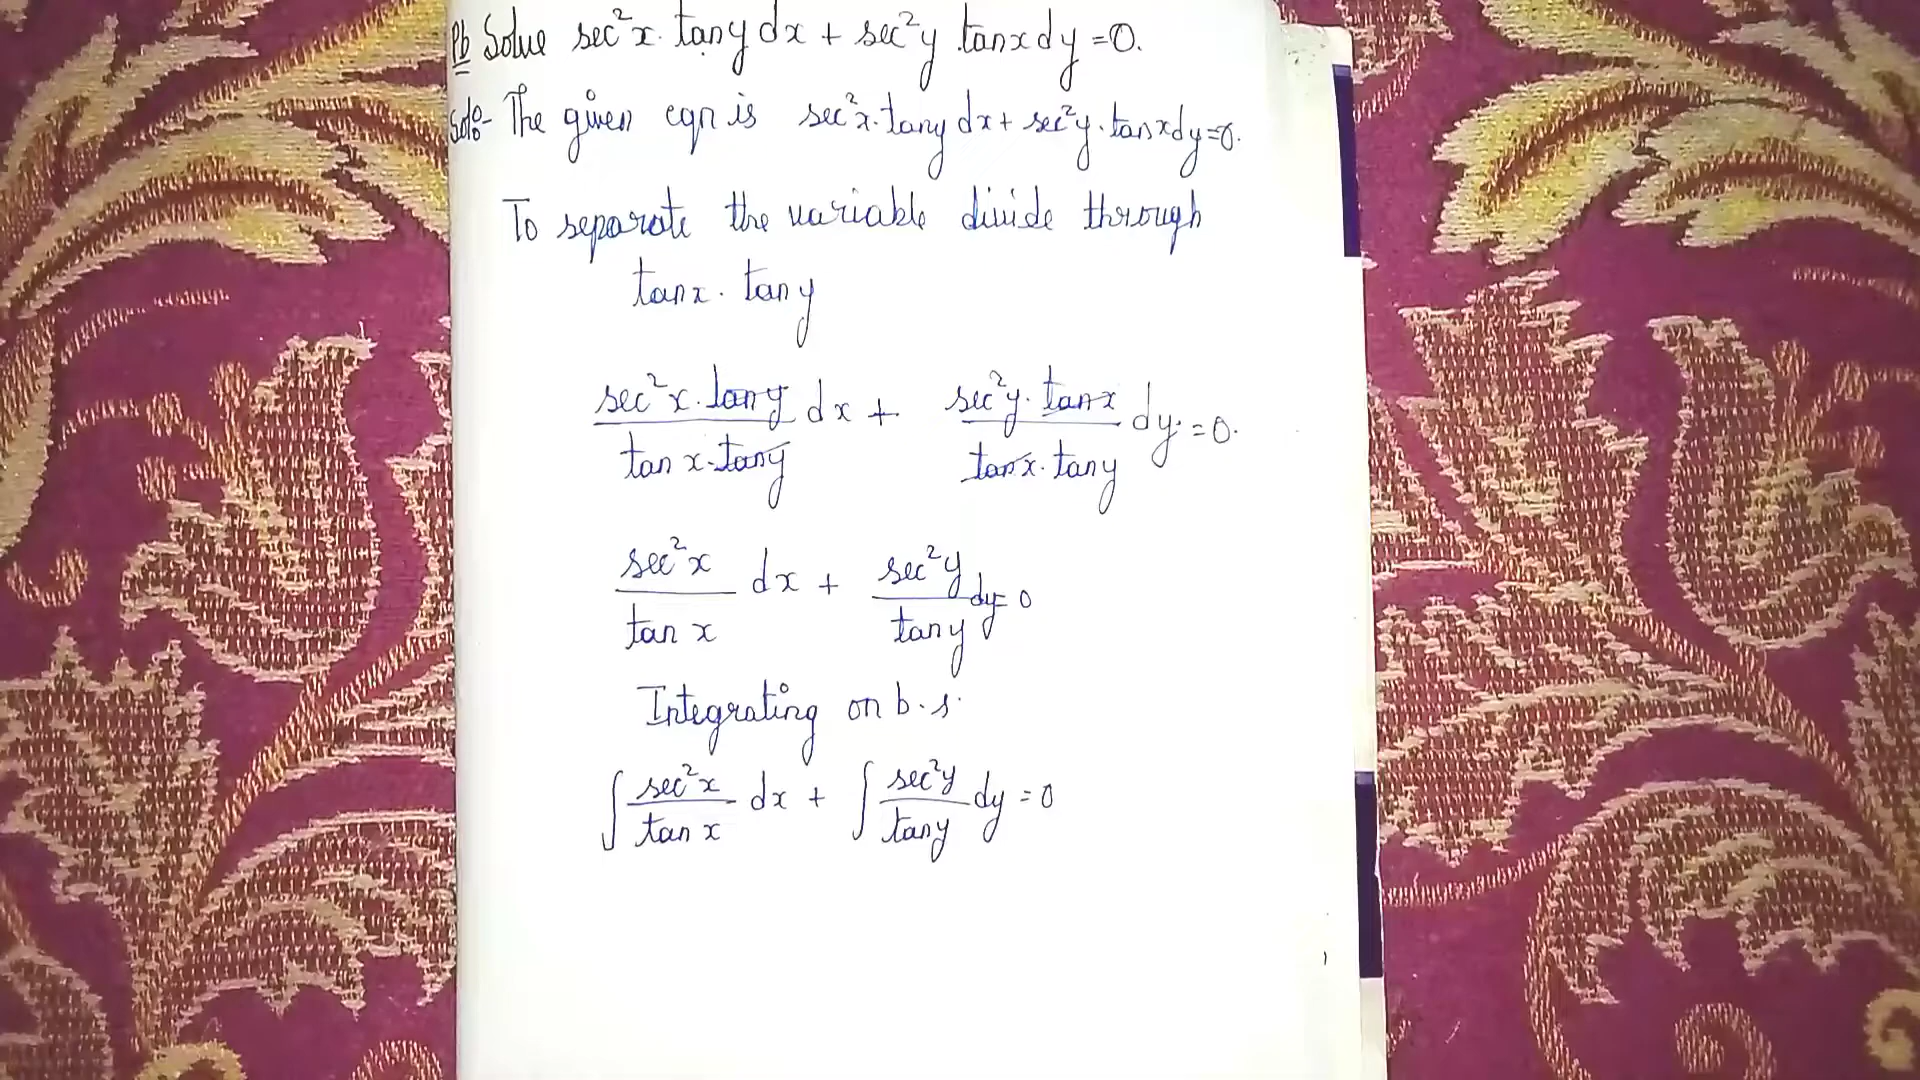 Pb Solve sec²x. tany dx + sec²y .tanx dy =0.
Sol:- The given eqn is sec²x. tany dx + sec²y. tanx dy =0.
To separate the variable divide through
tanx. tany
sec²x. tany / tan x. tany dx + sec²y. tanx / tanx. tany dy =0.
sec²x / tan x dx + sec²y / tany dy = 0
Integrating on b.s.
∫ sec²x / tan x dx + ∫ sec²y / tany dy = 0